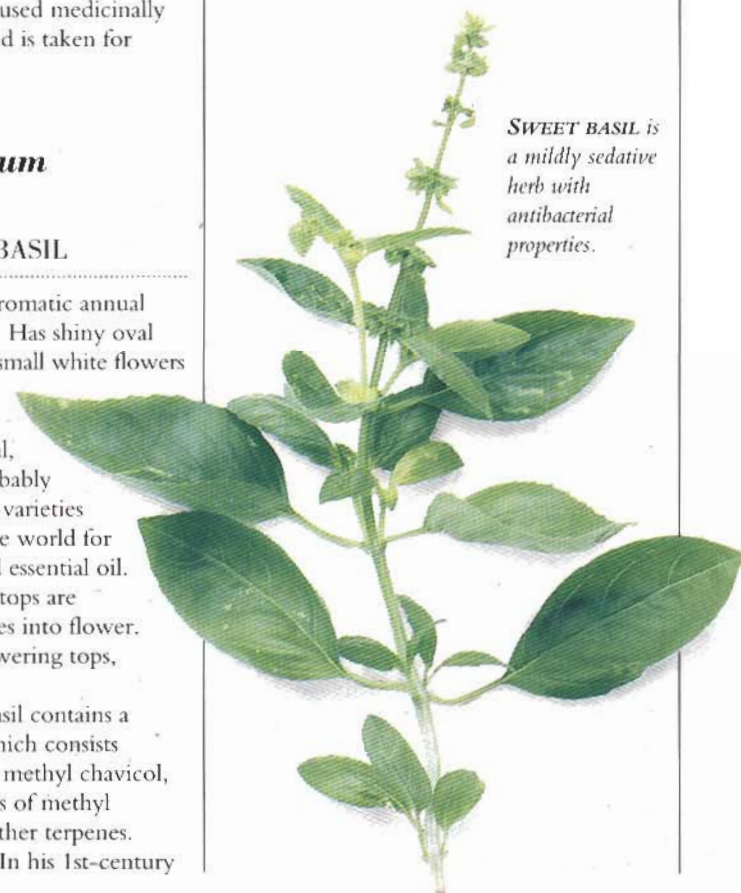 used medicinally
d is taken for
um
BASIL
romatic annual
Has shiny oval
small white flowers
l,
bably
varieties
e world for
l essential oil.
tops are
es into flower.
wering tops,
asil contains a
hich consists
methyl chavicol,
s of methyl
ther terpenes.
In his 1st-century
SWEET BASIL is
a mildly sedative
herb with
antibacterial
properties.